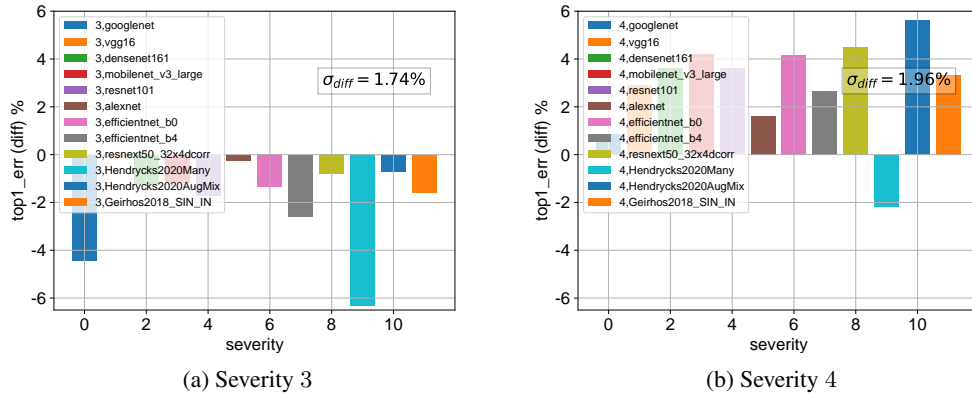 6
4
2
0
-2
-4
-6
top1_err (diff) %
3,googlenet
3,vgg16
3,densenet161
3,mobilenet_v3_large
3,resnet101
3,alexnet
3,efficientnet_b0
3,efficientnet_b4
3,resnext50_32x4dcorr
3,Hendrycks2020Many
3,Hendrycks2020AugMix
3,Geirhos2018_SIN_IN
σdiff = 1.74%
0 2 4 6 8 10
severity
(a) Severity 3
6
4
2
0
-2
-4
-6
top1_err (diff) %
4,googlenet
4,vgg16
4,densenet161
4,mobilenet_v3_large
4,resnet101
4,alexnet
4,efficientnet_b0
4,efficientnet_b4
4,resnext50_32x4dcorr
4,Hendrycks2020Many
4,Hendrycks2020AugMix
4,Geirhos2018_SIN_IN
σdiff = 1.96%
0 2 4 6 8 10
severity
(b) Severity 4